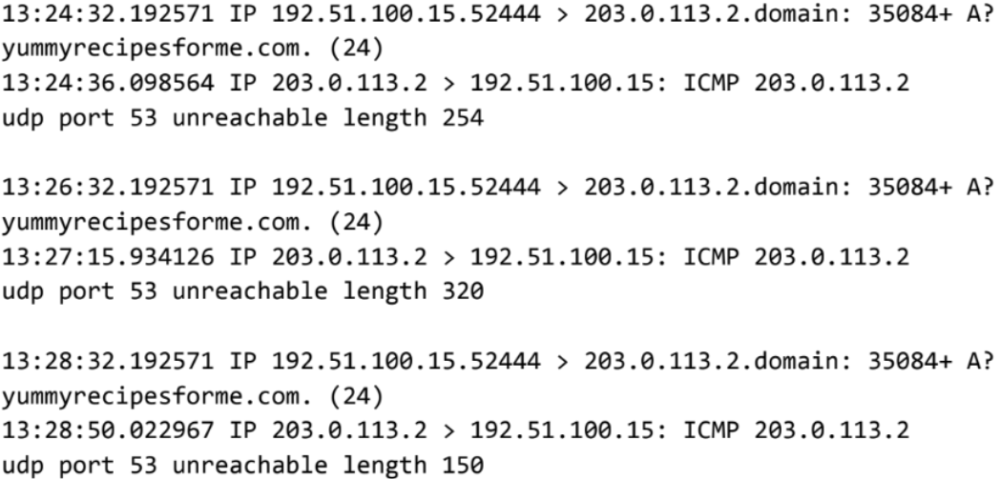 13:24:32.192571 IP 192.51.100.15.52444 > 203.0.113.2.domain: 35084+ A?
yummyrecipesforme.com. (24)
13:24:36.098564 IP 203.0.113.2 > 192.51.100.15: ICMP 203.0.113.2
udp port 53 unreachable length 254

13:26:32.192571 IP 192.51.100.15.52444 > 203.0.113.2.domain: 35084+ A?
yummyrecipesforme.com. (24)
13:27:15.934126 IP 203.0.113.2 > 192.51.100.15: ICMP 203.0.113.2
udp port 53 unreachable length 320

13:28:32.192571 IP 192.51.100.15.52444 > 203.0.113.2.domain: 35084+ A?
yummyrecipesforme.com. (24)
13:28:50.022967 IP 203.0.113.2 > 192.51.100.15: ICMP 203.0.113.2
udp port 53 unreachable length 150